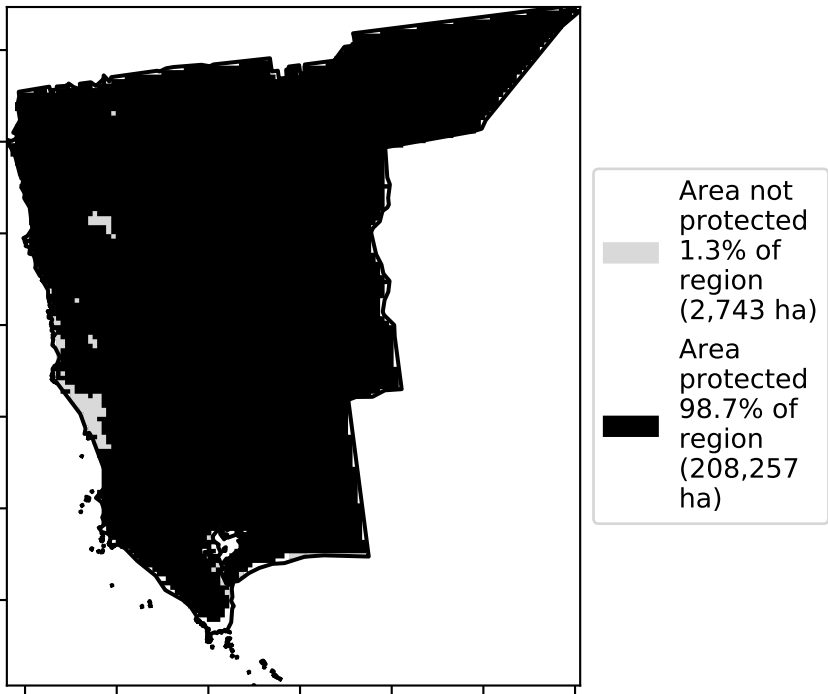 Area not
protected
1.3% of
region
(2,743 ha)
Area
protected
98.7% of
region
(208,257
ha)